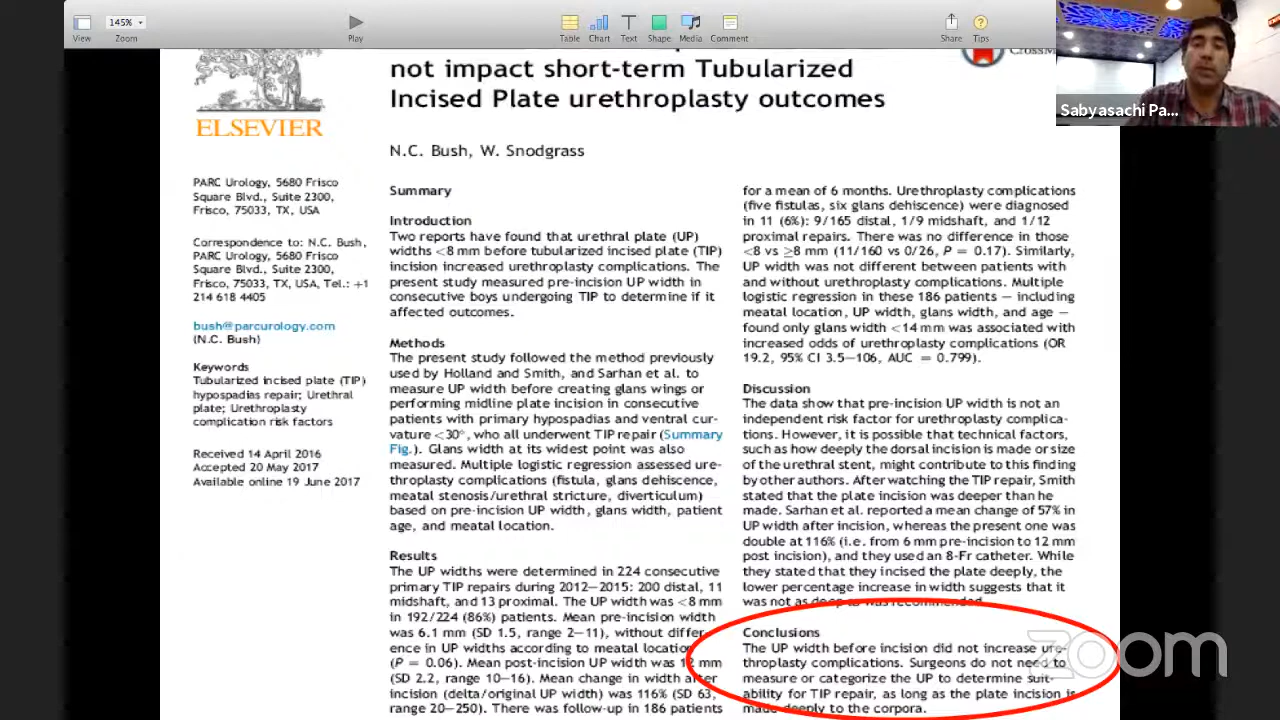 145%
View
Zoom
Play
Table
Chart
Text
Shape
Media
Comment
Share
Tips
Sabyasachi Pa...
not impact short-term Tubularized
Incised Plate urethroplasty outcomes
ELSEVIER
N.C. Bush, W. Snodgrass
PARC Urology, 5680 Frisco
Square Blvd., Suite 2300,
Frisco, 75033, TX, USA
Correspondence to: N.C. Bush,
PARC Urology, 5680 Frisco
Square Blvd., Suite 2300,
Frisco, 75033, TX, USA, Tel.: +1
214 618 4405
bush@parcurology.com
(N.C. Bush)
Keywords
Tubularized incised plate (TIP)
hypospadias repair; Urethral
plate; Urethroplasty
complication risk factors
Received 14 April 2016
Accepted 20 May 2017
Available online 19 June 2017
Summary
Introduction
Two reports have found that urethral plate (UP)
widths <8 mm before tubularized incised plate (TIP)
incision increased urethroplasty complications. The
present study measured pre-incision UP width in
consecutive boys undergoing TIP to determine if it
affected outcomes.
Methods
The present study followed the method previously
used by Holland and Smith, and Sarhan et al. to
measure UP width before creating glans wings or
performing midline plate incision in consecutive
patients with primary hypospadias and ventral cur-
vature <30°, who all underwent TIP repair (Summary
Fig.). Glans width at its widest point was also
measured. Multiple logistic regression assessed ure-
throplasty complications (fistula, glans dehiscence,
meatal stenosis/urethral stricture, diverticulum)
based on pre-incision UP width, glans width, patient
age, and meatal location.
Results
The UP widths were determined in 224 consecutive
primary TIP repairs during 2012–2015: 200 distal, 11
midshaft, and 13 proximal. The UP width was <8 mm
in 192/224 (86%) patients. Mean pre-incision width
was 6.1 mm (SD 1.5, range 2–11), without differ-
ence in UP widths according to meatal location
(P = 0.06). Mean post-incision UP width was 12 mm
(SD 2.2, range 10–16). Mean change in width after
incision (delta/original UP width) was 116% (SD 63,
range 20–250). There was follow-up in 186 patients
for a mean of 6 months. Urethroplasty complications
(five fistulas, six glans dehiscence) were diagnosed
in 11 (6%): 9/165 distal, 1/9 midshaft, and 1/12
proximal repairs. There was no difference in those
<8 vs ≥8 mm (11/160 vs 0/26, P = 0.17). Similarly,
UP width was not different between patients with
and without urethroplasty complications. Multiple
logistic regression in these 186 patients — including
meatal location, UP width, glans width, and age —
found only glans width <14 mm was associated with
increased odds of urethroplasty complications (OR
19.2, 95% CI 3.5–106, AUC = 0.799).
Discussion
The data show that pre-incision UP width is not an
independent risk factor for urethroplasty complica-
tions. However, it is possible that technical factors,
such as how deeply the dorsal incision is made or size
of the urethral stent, might contribute to this finding
by other authors. After watching the TIP repair, Smith
stated that the plate incision was deeper than he
made. Sarhan et al. reported a mean change of 57% in
UP width after incision, whereas the present one was
double at 116% (i.e. from 6 mm pre-incision to 12 mm
post incision), and they used an 8-Fr catheter. While
they stated that they incised the plate deeply, the
lower percentage increase in width suggests that it
was not as deep as was recommended.
Conclusions
The UP width before incision did not increase ure-
throplasty complications. Surgeons do not need to
measure or categorize the UP to determine suit-
ability for TIP repair, as long as the plate incision is
made deeply to the corpora.
zoom